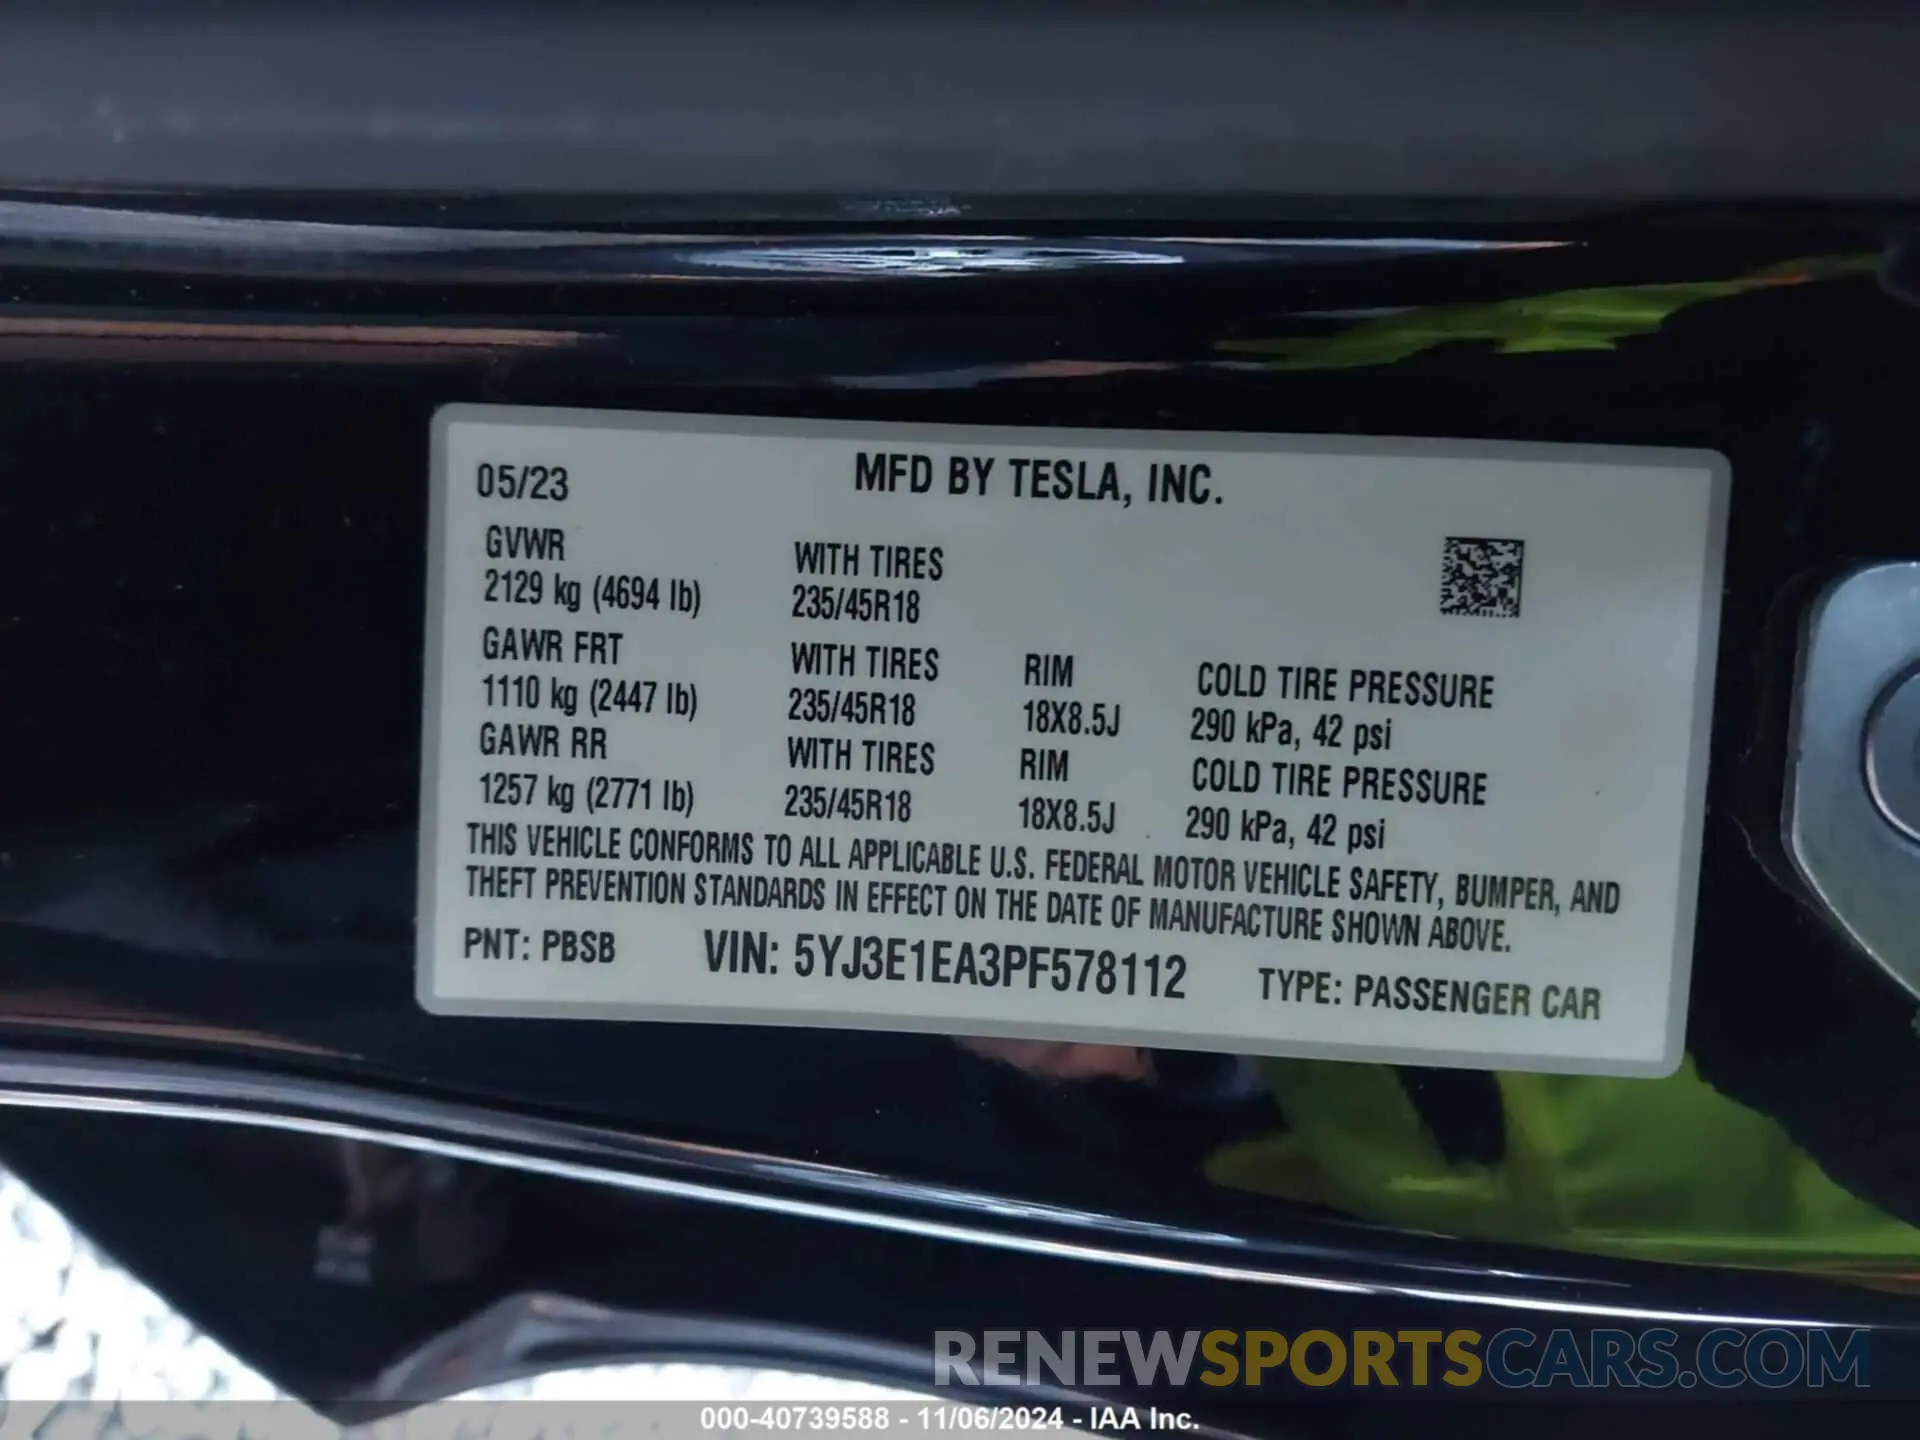 05/23 MFD BY TESLA, INC.
GVWR WITH TIRES
2129 kg (4694 lb) 235/45R18
GAWR FRT WITH TIRES RIM COLD TIRE PRESSURE
1110 kg (2447 lb) 235/45R18 18X8.5J 290 kPa, 42 psi
GAWR RR WITH TIRES RIM COLD TIRE PRESSURE
1257 kg (2771 lb) 235/45R18 18X8.5J 290 kPa, 42 psi
THIS VEHICLE CONFORMS TO ALL APPLICABLE U.S. FEDERAL MOTOR VEHICLE SAFETY, BUMPER, AND
THEFT PREVENTION STANDARDS IN EFFECT ON THE DATE OF MANUFACTURE SHOWN ABOVE.
PNT: PBSB VIN: 5YJ3E1EA3PF578112 TYPE: PASSENGER CAR
RENEWSPORTSCARS.COM
000-40739588 - 11/06/2024 - IAA Inc.